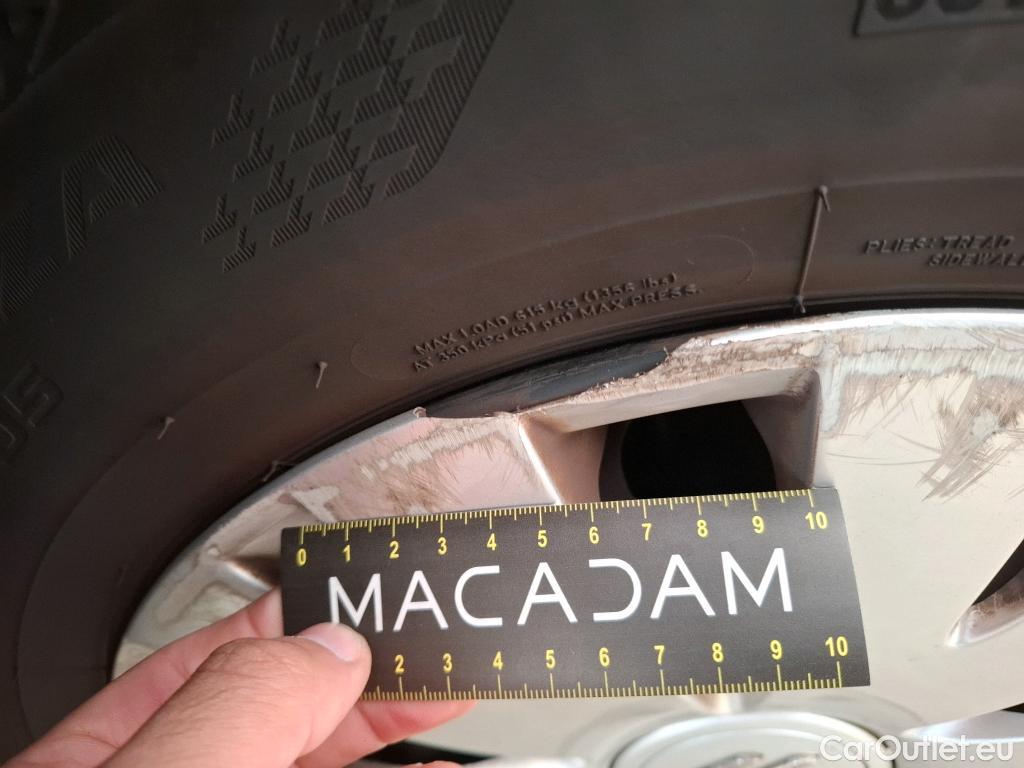 MAX LOAD 615 kg (1356 lbs)
AT 350 kPa (51 psi) MAX PRESS.
PLIES: TREAD
SIDEWALL
0 1 2 3 4 5 6 7 8 9 10
MACADAM
2 3 4 5 6 7 8 9 10
CarOutlet.eu